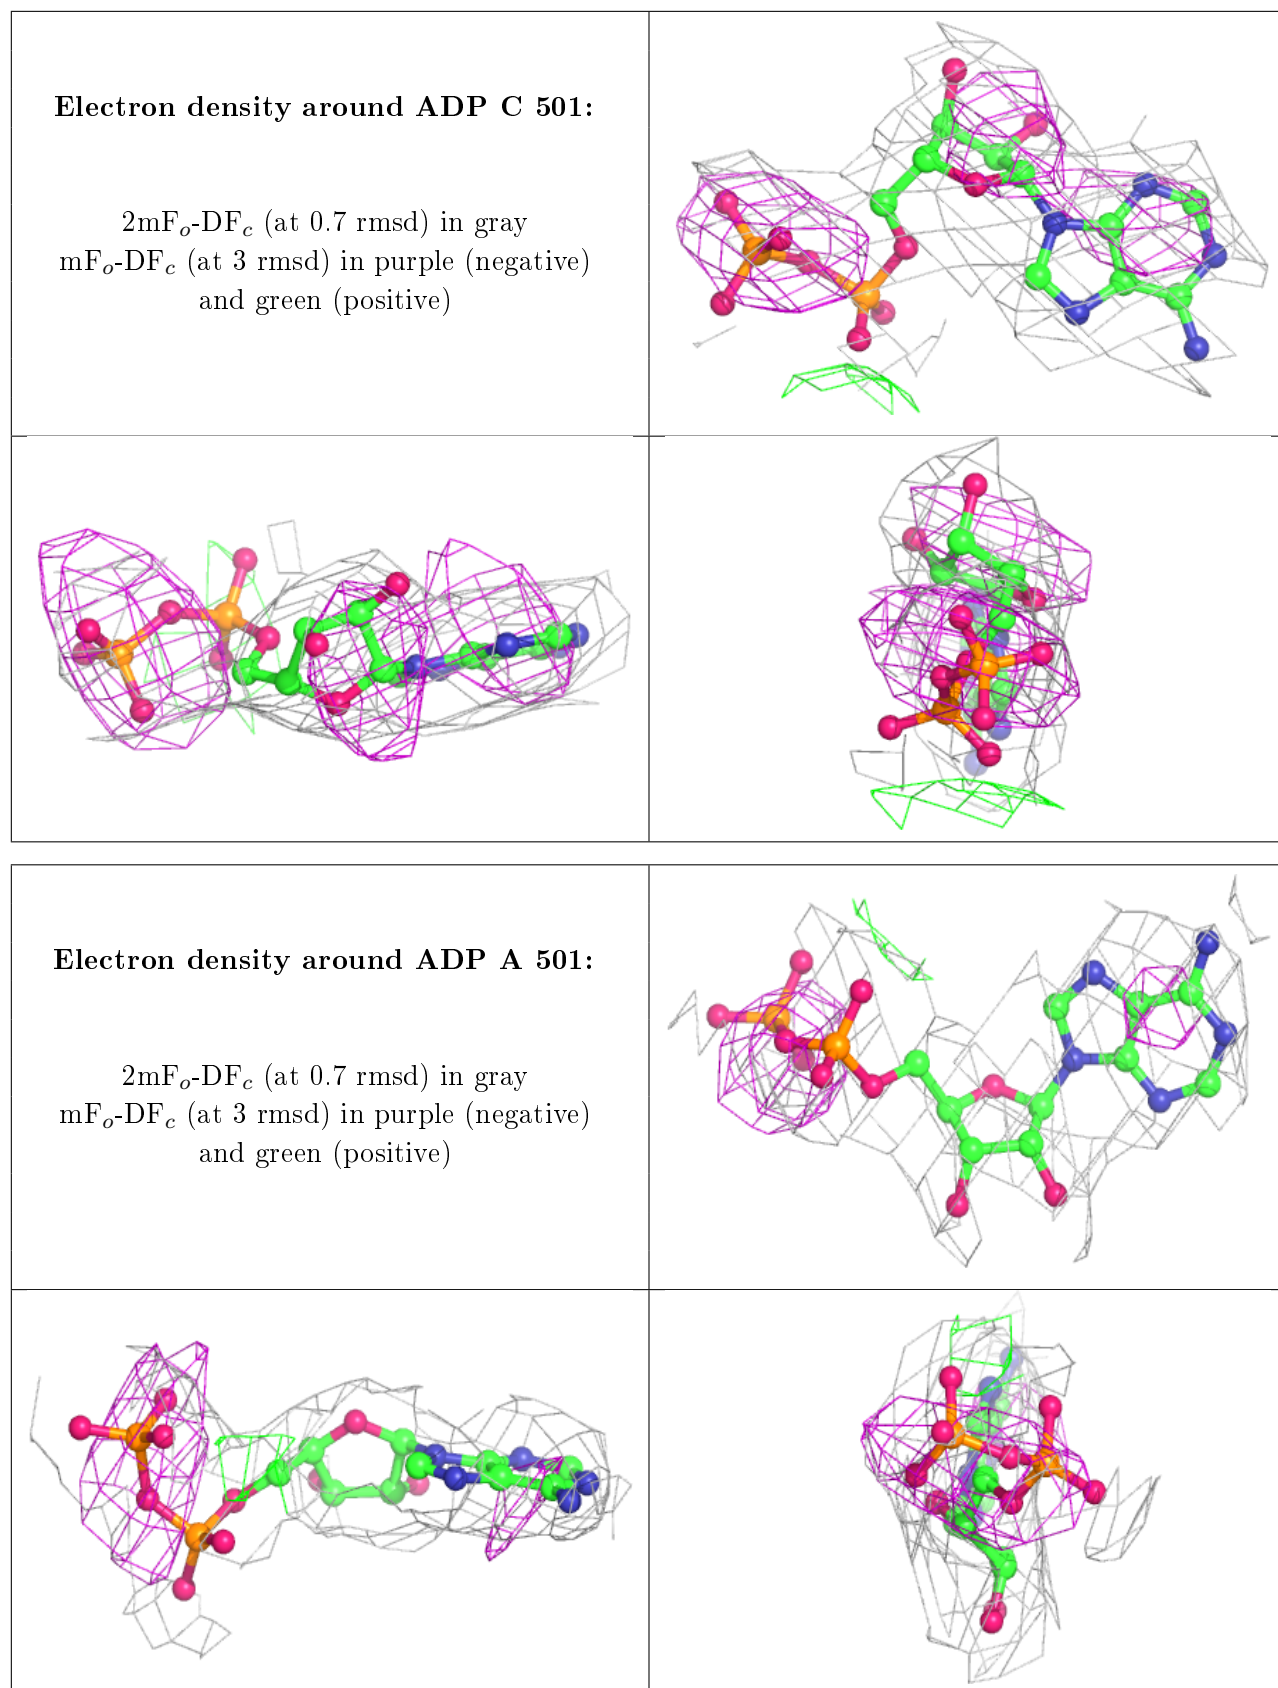 Electron density around ADP C 501:
2mFₒ-DF𝑐 (at 0.7 rmsd) in gray
mFₒ-DF𝑐 (at 3 rmsd) in purple (negative)
and green (positive)
Electron density around ADP A 501:
2mFₒ-DF𝑐 (at 0.7 rmsd) in gray
mFₒ-DF𝑐 (at 3 rmsd) in purple (negative)
and green (positive)